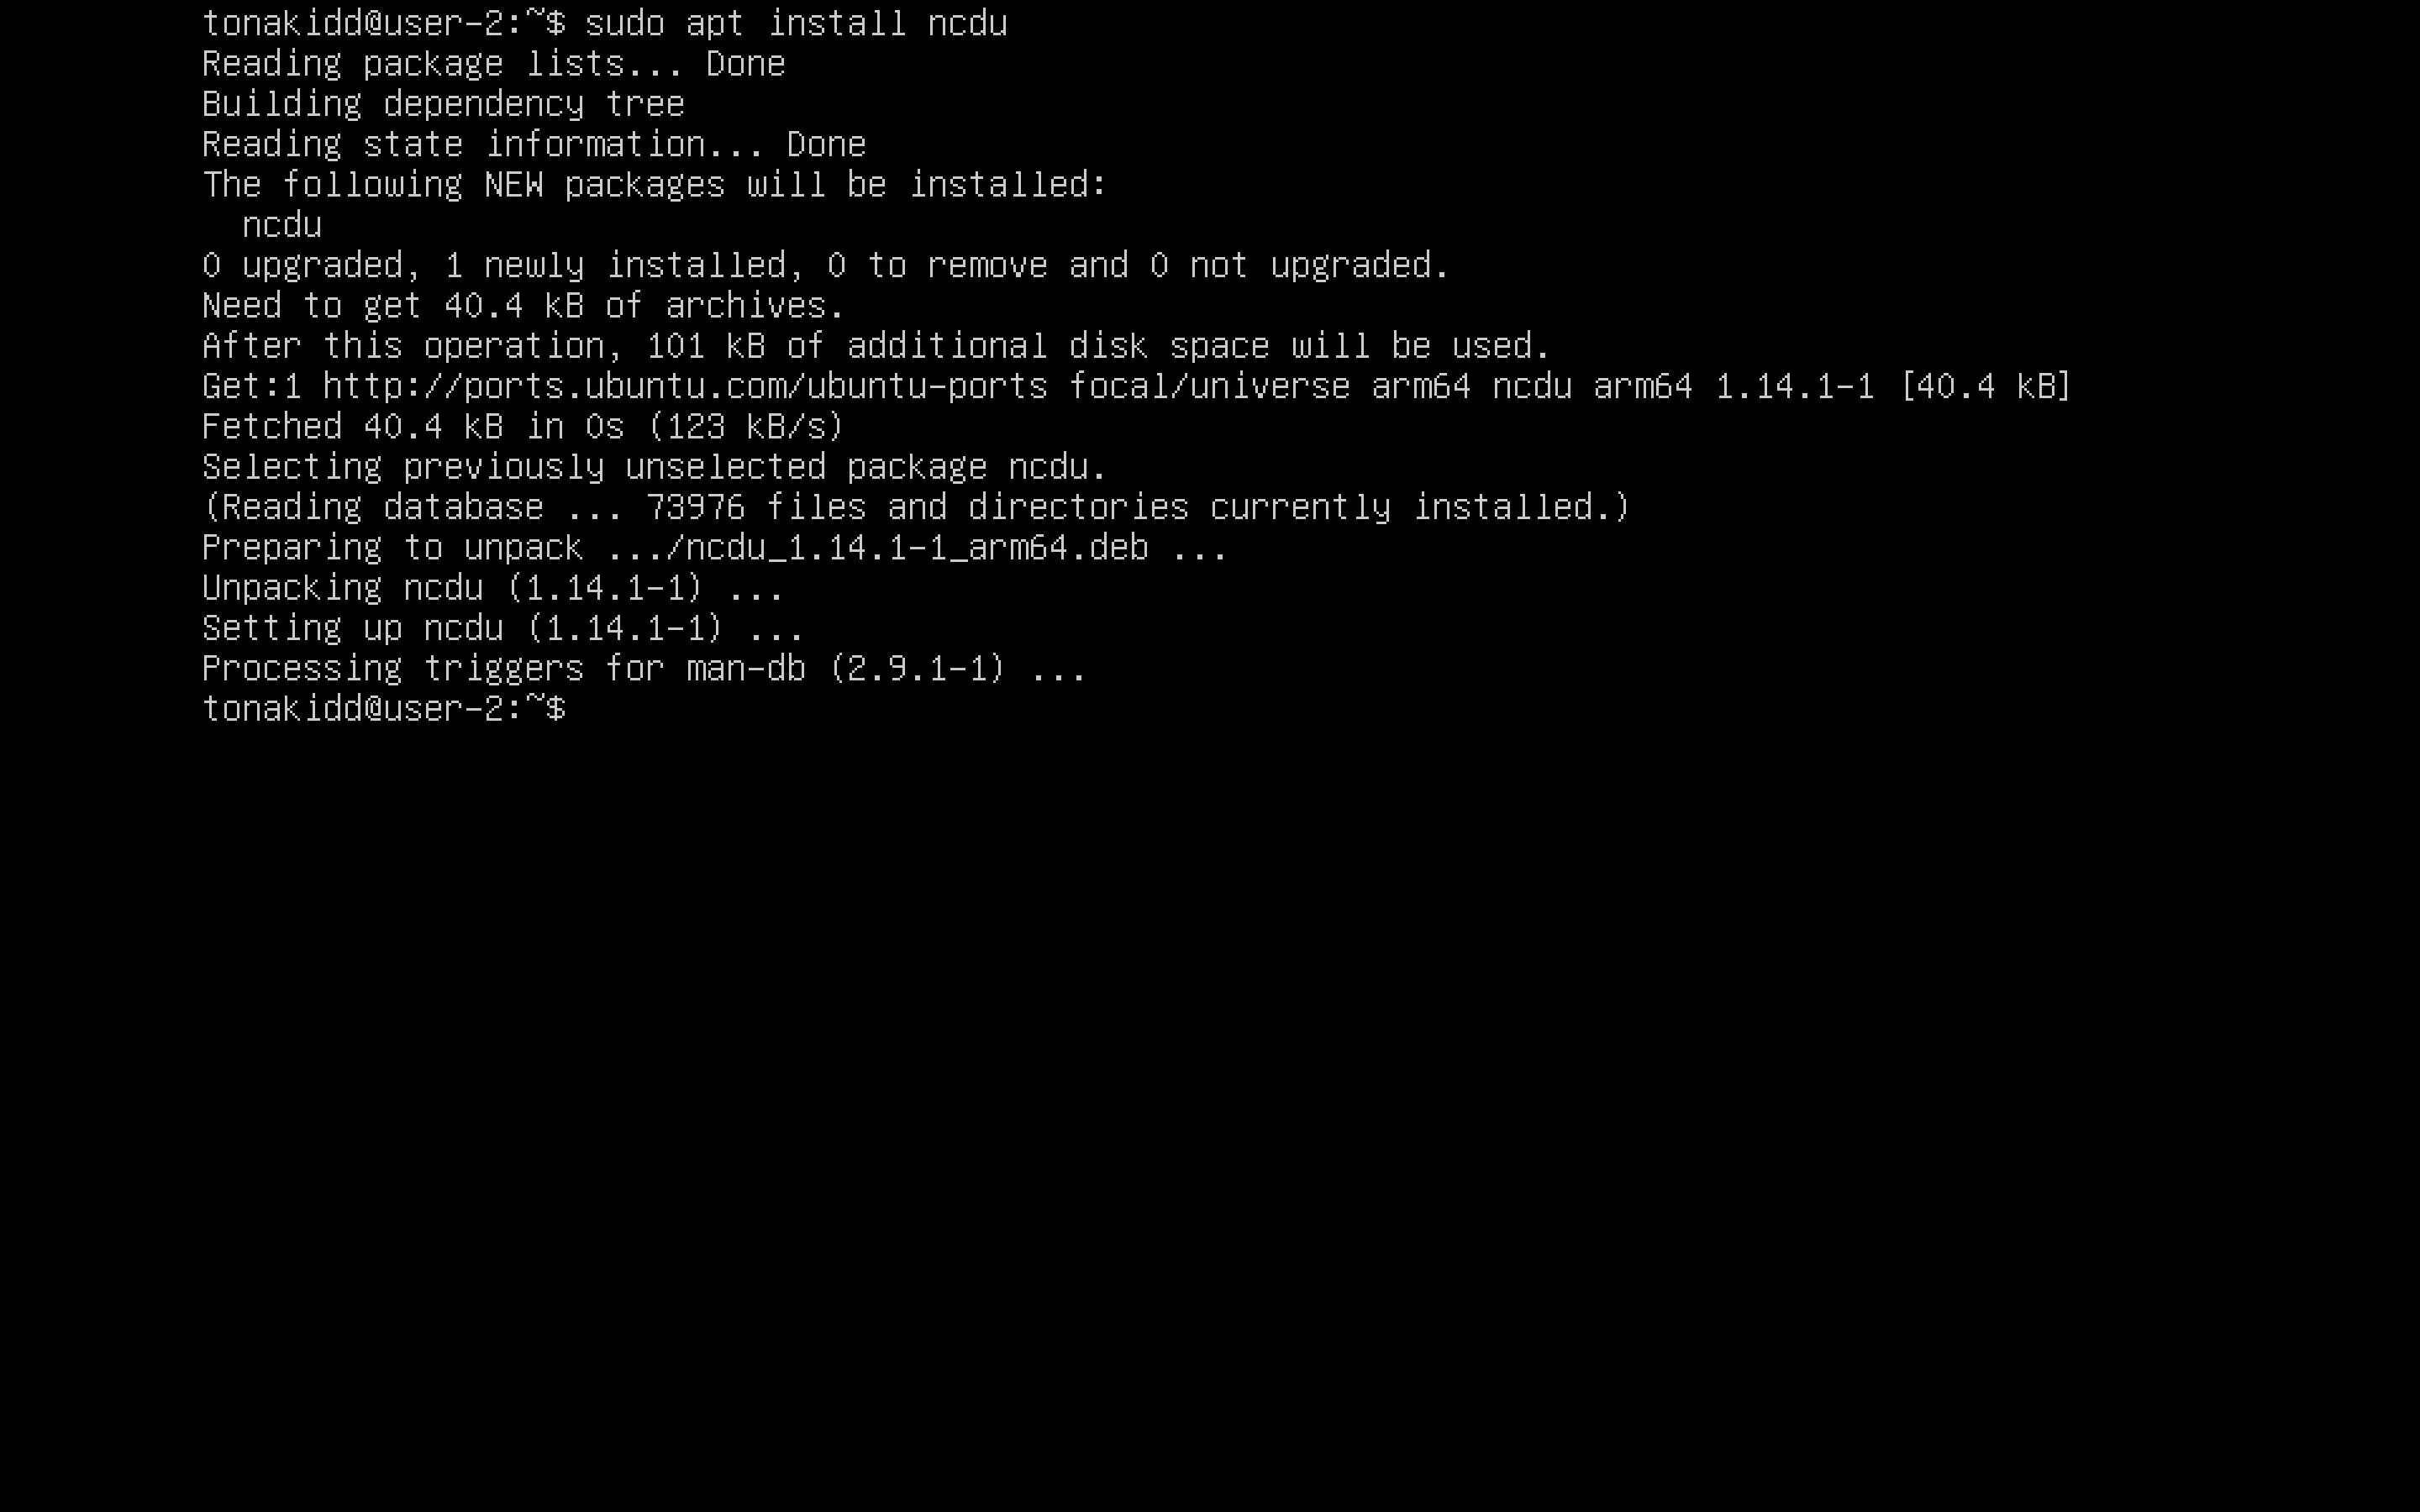 tonakidd@user-2:~$ sudo apt install ncdu
Reading package lists... Done
Building dependency tree
Reading state information... Done
The following NEW packages will be installed:
  ncdu
0 upgraded, 1 newly installed, 0 to remove and 0 not upgraded.
Need to get 40.4 kB of archives.
After this operation, 101 kB of additional disk space will be used.
Get:1 http://ports.ubuntu.com/ubuntu-ports focal/universe arm64 ncdu arm64 1.14.1-1 [40.4 kB]
Fetched 40.4 kB in 0s (123 kB/s)
Selecting previously unselected package ncdu.
(Reading database ... 73976 files and directories currently installed.)
Preparing to unpack .../ncdu_1.14.1-1_arm64.deb ...
Unpacking ncdu (1.14.1-1) ...
Setting up ncdu (1.14.1-1) ...
Processing triggers for man-db (2.9.1-1) ...
tonakidd@user-2:~$